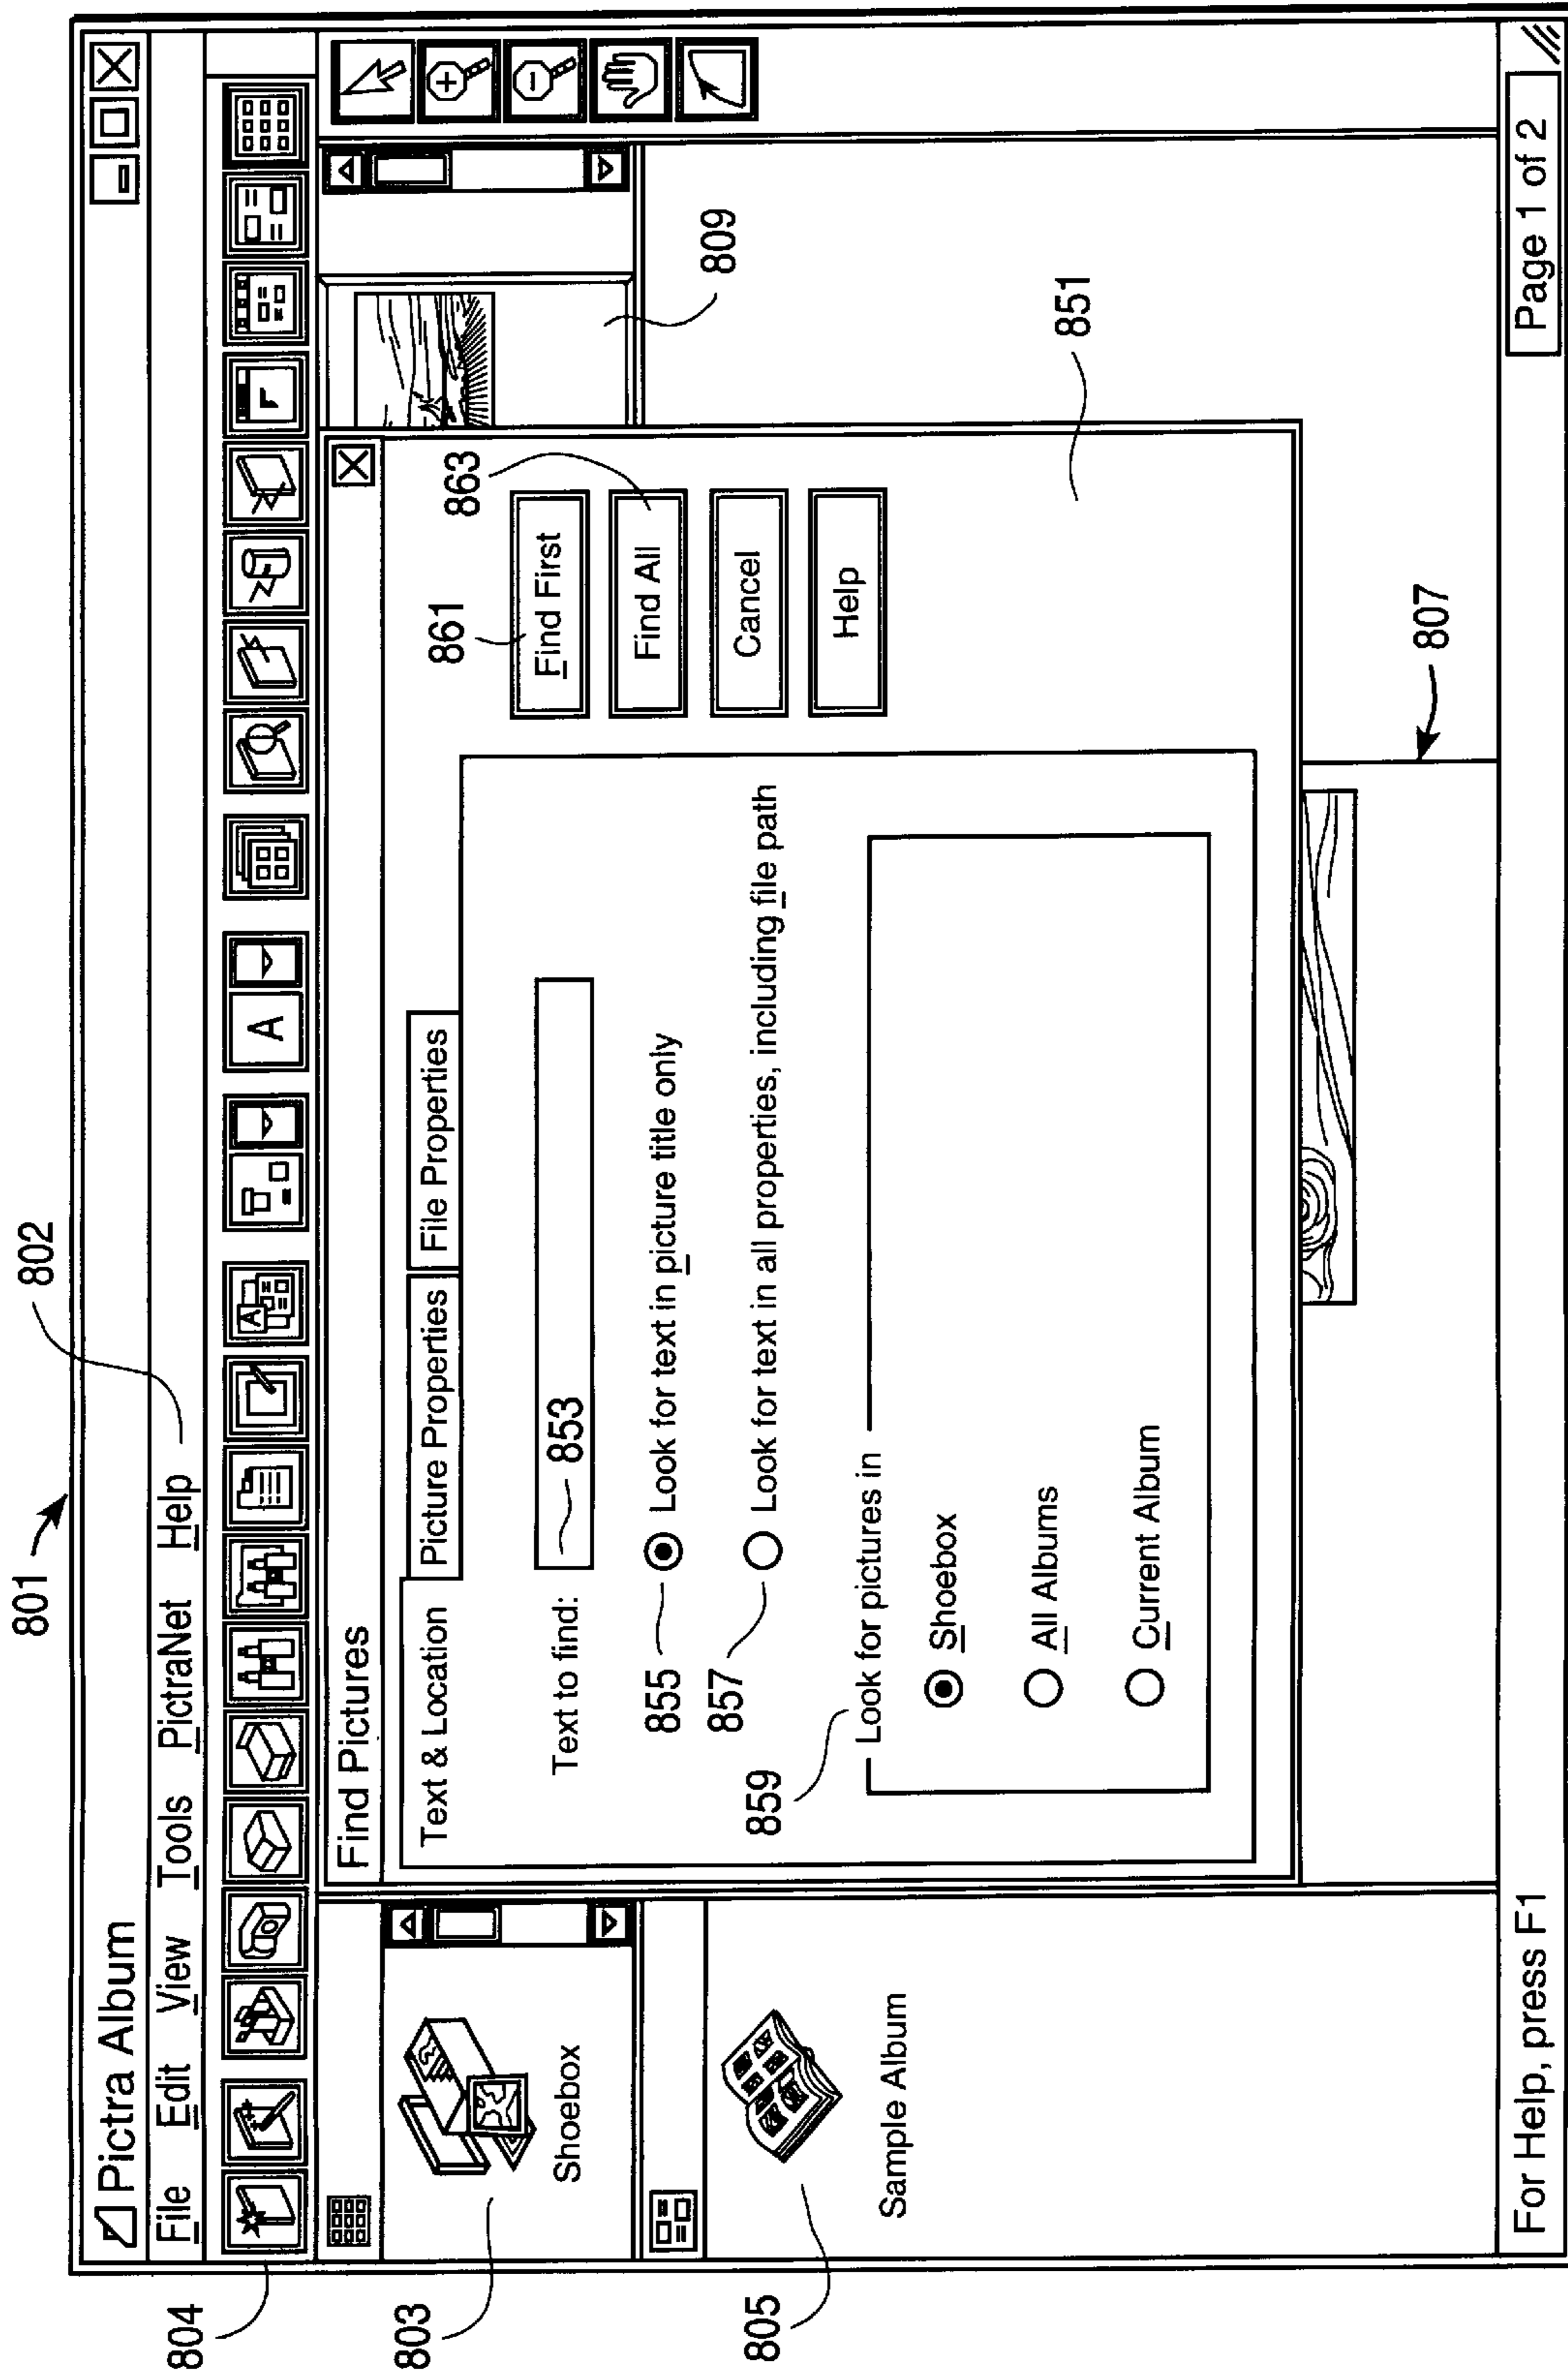 801
802
Pictra Album
File Edit View Tools PictraNet Help
804
A
A
803
Shoebox
805
Sample Album
Find Pictures
Text & Location
Picture Properties
File Properties
Text to find:
853
855
Look for text in picture title only
857
Look for text in all properties, including file path
859
Look for pictures in
Shoebox
All Albums
Current Album
861
Find First
863
Find All
Cancel
Help
809
851
807
For Help, press F1
Page 1 of 2